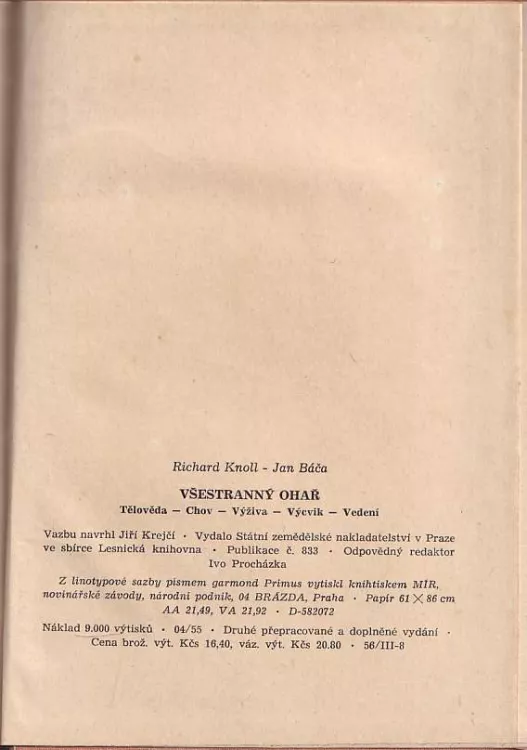 Richard Knoll - Jan Báča
VŠESTRANNÝ OHAŘ
Tělověda — Chov — Výživa — Výcvik — Vedení
Vazbu navrhl Jiří Krejčí · Vydalo Státní zemědělské nakladatelství v Praze
ve sbírce Lesnická knihovna · Publikace č. 833 · Odpovědný redaktor
Ivo Procházka
Z linotypové sazby písmem garmond Primus vytiskl knihtiskem MÍR,
novinářské závody, národní podnik, 04 BRÁZDA, Praha · Papír 61 × 86 cm
AA 21,49, VA 21,92 · D-582072
Náklad 9.000 výtisků · 04/55 · Druhé přepracované a doplněné vydání ·
Cena brož. výt. Kčs 16,40, váz. výt. Kčs 20.80 · 56/III-8